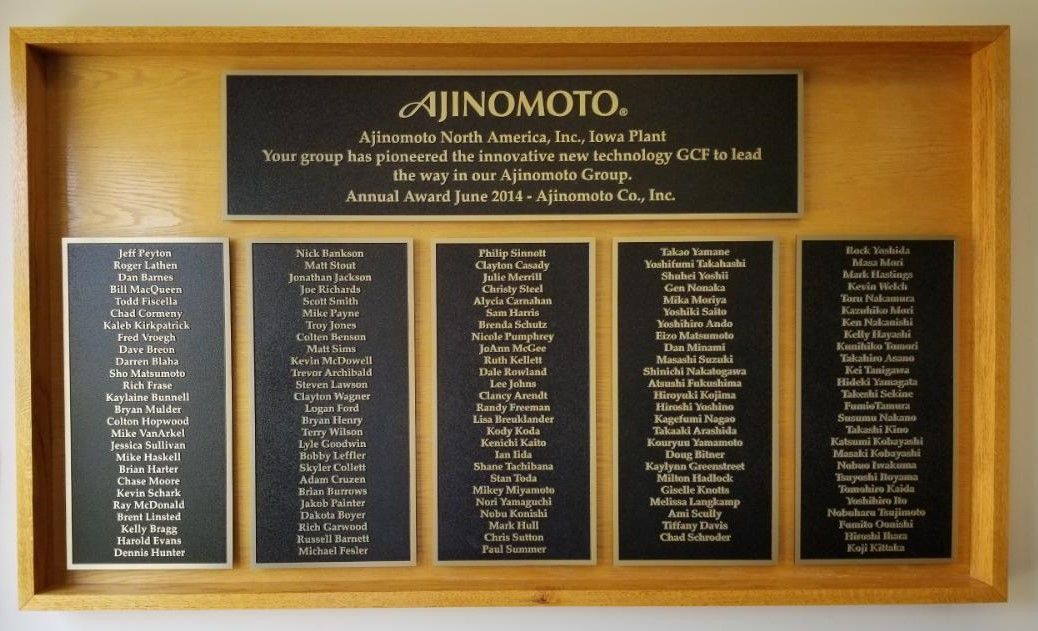 AJINOMOTO®
Ajinomoto North America, Inc., Iowa Plant
Your group has pioneered the innovative new technology GCF to lead
the way in our Ajinomoto Group.
Annual Award June 2014 - Ajinomoto Co., Inc.
Jeff Peyton
Roger Lathen
Dan Barnes
Bill MacQueen
Todd Fiscella
Chad Cormeny
Kaleb Kirkpatrick
Fred Vroegh
Dave Breon
Darren Blaha
Sho Matsumoto
Rich Frase
Kaylaine Bunnell
Bryan Mulder
Colton Hopwood
Mike VanArkel
Jessica Sullivan
Mike Haskell
Brian Harter
Chase Moore
Kevin Schark
Ray McDonald
Brent Linsted
Kelly Bragg
Harold Evans
Dennis Hunter
Nick Bankson
Matt Stout
Jonathan Jackson
Joe Richards
Scott Smith
Mike Payne
Troy Jones
Colten Benson
Matt Sims
Kevin McDowell
Trevor Archibald
Steven Lawson
Clayton Wagner
Logan Ford
Bryan Henry
Terry Wilson
Lyle Goodwin
Bobby Leffler
Skyler Collett
Adam Cruzen
Brian Burrows
Jakob Painter
Dakota Boyer
Rich Garwood
Russell Barnett
Michael Fesler
Philip Sinnott
Clayton Casady
Julie Merrill
Christy Steel
Alycia Carnahan
Sam Harris
Brenda Schutz
Nicole Pumphrey
JoAnn McGee
Ruth Kellett
Dale Rowland
Lee Johns
Clancy Arendt
Randy Freeman
Lisa Breuklander
Kody Koda
Kenichi Kaito
Ian Iida
Shane Tachibana
Stan Toda
Mikey Miyamoto
Nori Yamaguchi
Nobu Konishi
Mark Hull
Chris Sutton
Paul Summer
Takao Yamane
Yoshifumi Takahashi
Shuhei Yoshii
Gen Nonaka
Mika Moriya
Yoshiki Saito
Yoshihiro Ando
Eizo Matsumoto
Dan Minami
Masashi Suzuki
Shinichi Nakatogawa
Atsushi Fukushima
Hiroyuki Kojima
Hiroshi Yoshino
Kagefumi Nagao
Takaaki Arashida
Kouryuu Yamamoto
Doug Bitner
Kaylynn Greenstreet
Milton Hadlock
Giselle Knotts
Melissa Langkamp
Ami Scully
Tiffany Davis
Chad Schroder
Rock Yoshida
Masa Mori
Mark Hastings
Kevin Welch
Toru Nakamura
Kazuhiko Mori
Ken Nakanishi
Kelly Hayashi
Kunihiko Tomori
Takahiro Asano
Kei Tanigawa
Hideki Yamagata
Takeshi Sekine
FumioTamura
Susumu Nakano
Takashi Kino
Katsumi Kobayashi
Masaki Kobayashi
Nobuo Iwakuma
Tsuyoshi Itoyama
Tomohiro Kaida
Yoshihiro Ito
Nobuharu Tsujimoto
Fumito Oonishi
Hiroshi Ihara
Koji Kittaka